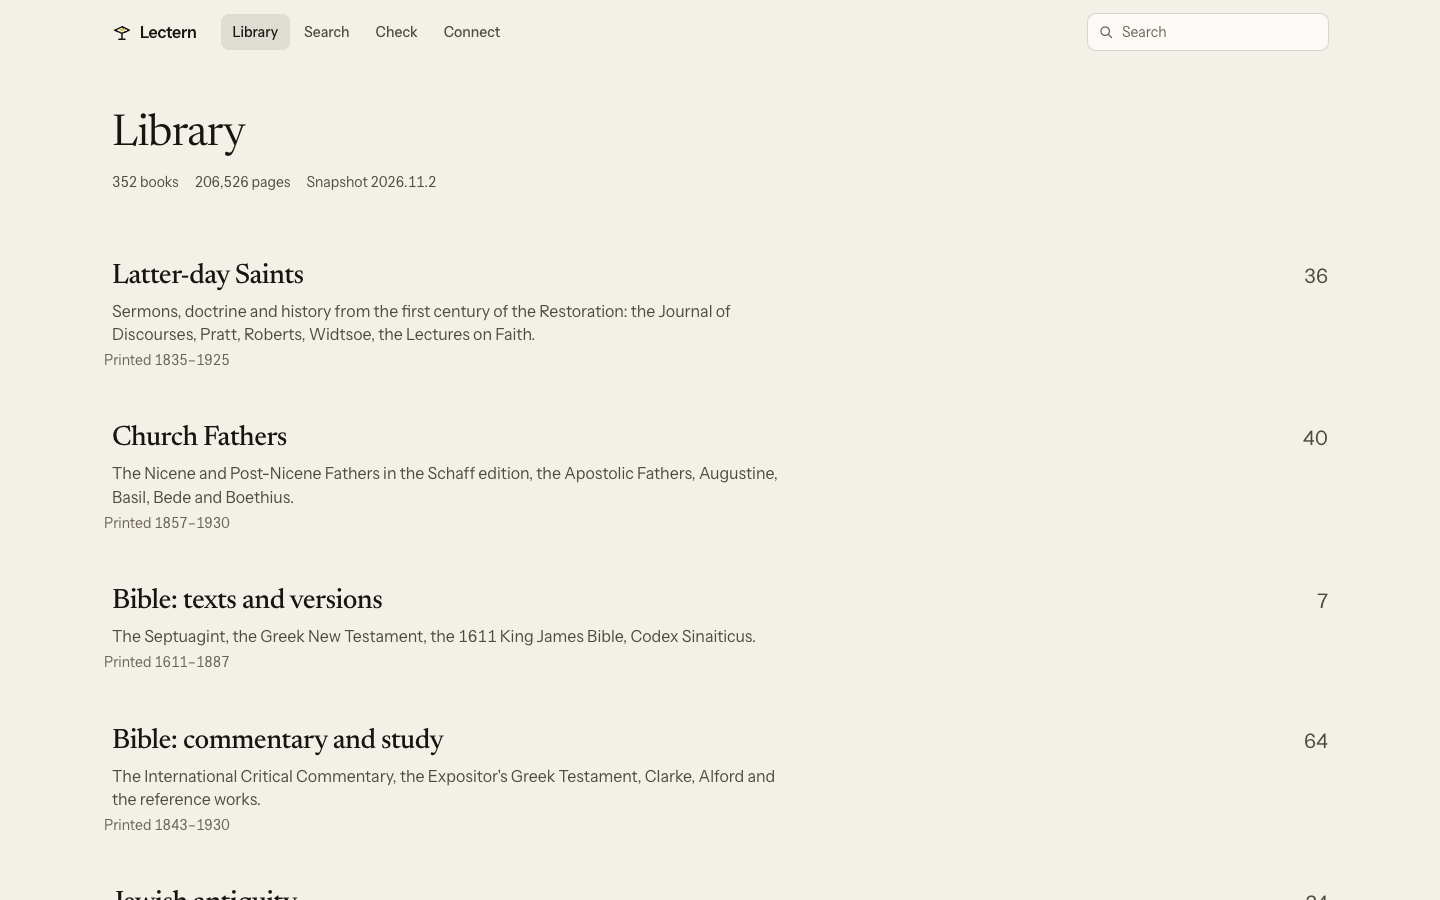 Lectern
Library
Search
Check
Connect
Search
Library
352 books
206,526 pages
Snapshot 2026.11.2
Latter-day Saints
36
Sermons, doctrine and history from the first century of the Restoration: the Journal of
Discourses, Pratt, Roberts, Widtsoe, the Lectures on Faith.
Printed 1835–1925
Church Fathers
40
The Nicene and Post-Nicene Fathers in the Schaff edition, the Apostolic Fathers, Augustine,
Basil, Bede and Boethius.
Printed 1857–1930
Bible: texts and versions
7
The Septuagint, the Greek New Testament, the 1611 King James Bible, Codex Sinaiticus.
Printed 1611–1887
Bible: commentary and study
64
The International Critical Commentary, the Expositor's Greek Testament, Clarke, Alford and
the reference works.
Printed 1843–1930
Jewish antiquity